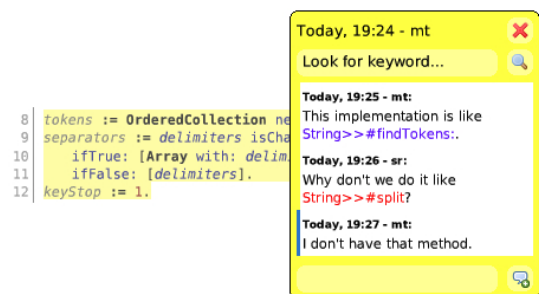 8 tokens := OrderedCollection ne
9 separators := delimiters isCha
10 ifTrue: [Array with: delim
11 ifFalse: [delimiters].
12 keyStop := 1.
Today, 19:24 - mt
Look for keyword...
Today, 19:25 - mt:
This implementation is like
String>>#findTokens:.
Today, 19:26 - sr:
Why don't we do it like
String>>#split?
Today, 19:27 - mt:
I don't have that method.